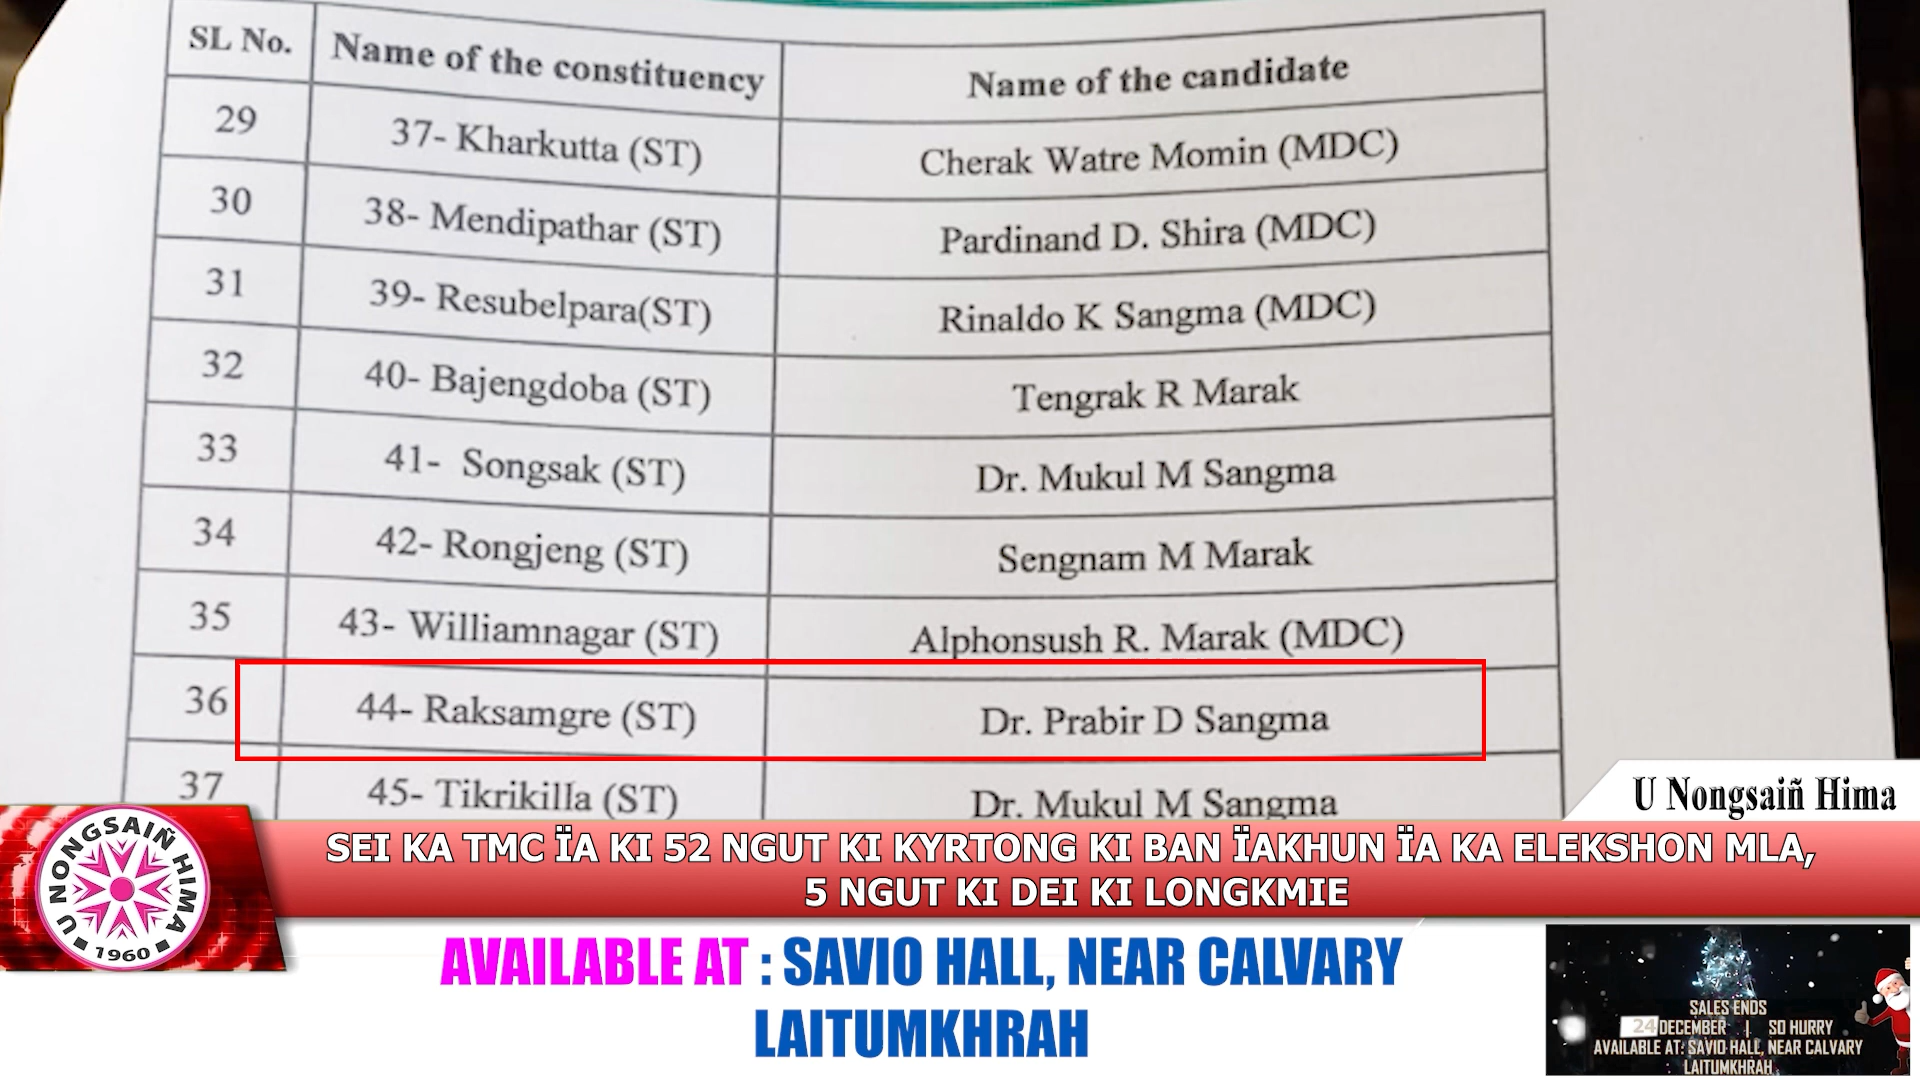 SL No. Name of the constituency Name of the candidate
29 37- Kharkutta (ST) Cherak Watre Momin (MDC)
30 38- Mendipathar (ST) Pardinand D. Shira (MDC)
31 39- Resubelpara(ST) Rinaldo K Sangma (MDC)
32 40- Bajengdoba (ST) Tengrak R Marak
33 41- Songsak (ST) Dr. Mukul M Sangma
34 42- Rongjeng (ST) Sengnam M Marak
35 43- Williamnagar (ST) Alphonsush R. Marak (MDC)
36 44- Raksamgre (ST) Dr. Prabir D Sangma
37 45- Tikrikilla (ST) Dr. Mukul M Sangma
U Nongsaiñ Hima
U NONGSAIÑ HIMA
1960
SEI KA TMC ÏA KI 52 NGUT KI KYRTONG KI BAN ÏAKHUN ÏA KA ELEKSHON MLA,
5 NGUT KI DEI KI LONGKMIE
AVAILABLE AT : SAVIO HALL, NEAR CALVARY
LAITUMKHRAH
SALES ENDS
24 DECEMBER | SO HURRY
AVAILABLE AT: SAVIO HALL, NEAR CALVARY
LAITUMKHRAH